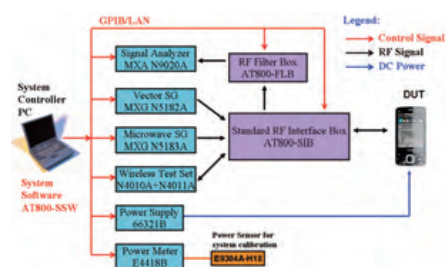 GPIB/LAN
Legend:
Control Signal
RF Signal
DC Power
System
Controller
PC
System
Software
AT800-SSW
Signal Analyzer
MXA N9020A
Vector SG
MXG N5182A
Microwave SG
MXG N5183A
Wireless Test Set
N4010A+N4011A
Power Supply
66321B
Power Meter
E4418B
RF Filter Box
AT800-FLB
Standard RF Interface Box
AT800-SIB
DUT
Power Sensor for
system calibration
E9304A-H18